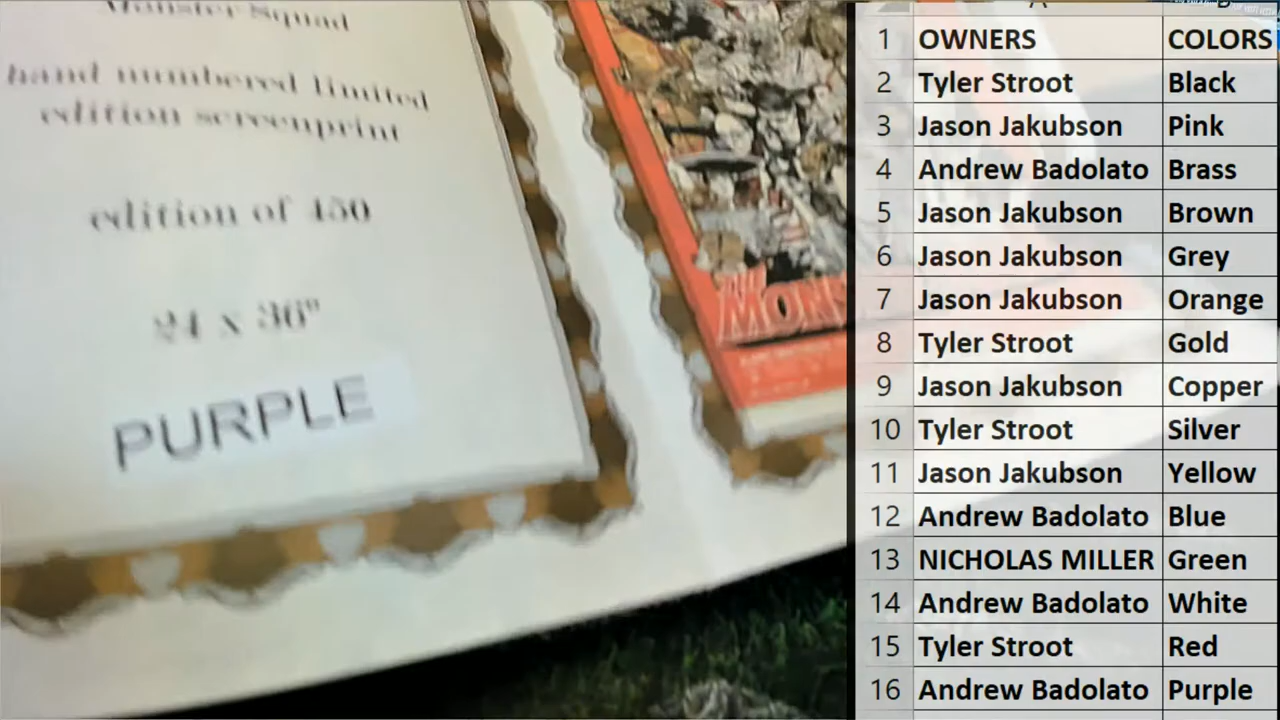 Monster Squad
hand numbered limited
edition screenprint
edition of 450
24 x 36"
PURPLE
MONS
1 OWNERS COLORS
2 Tyler Stroot Black
3 Jason Jakubson Pink
4 Andrew Badolato Brass
5 Jason Jakubson Brown
6 Jason Jakubson Grey
7 Jason Jakubson Orange
8 Tyler Stroot Gold
9 Jason Jakubson Copper
10 Tyler Stroot Silver
11 Jason Jakubson Yellow
12 Andrew Badolato Blue
13 NICHOLAS MILLER Green
14 Andrew Badolato White
15 Tyler Stroot Red
16 Andrew Badolato Purple